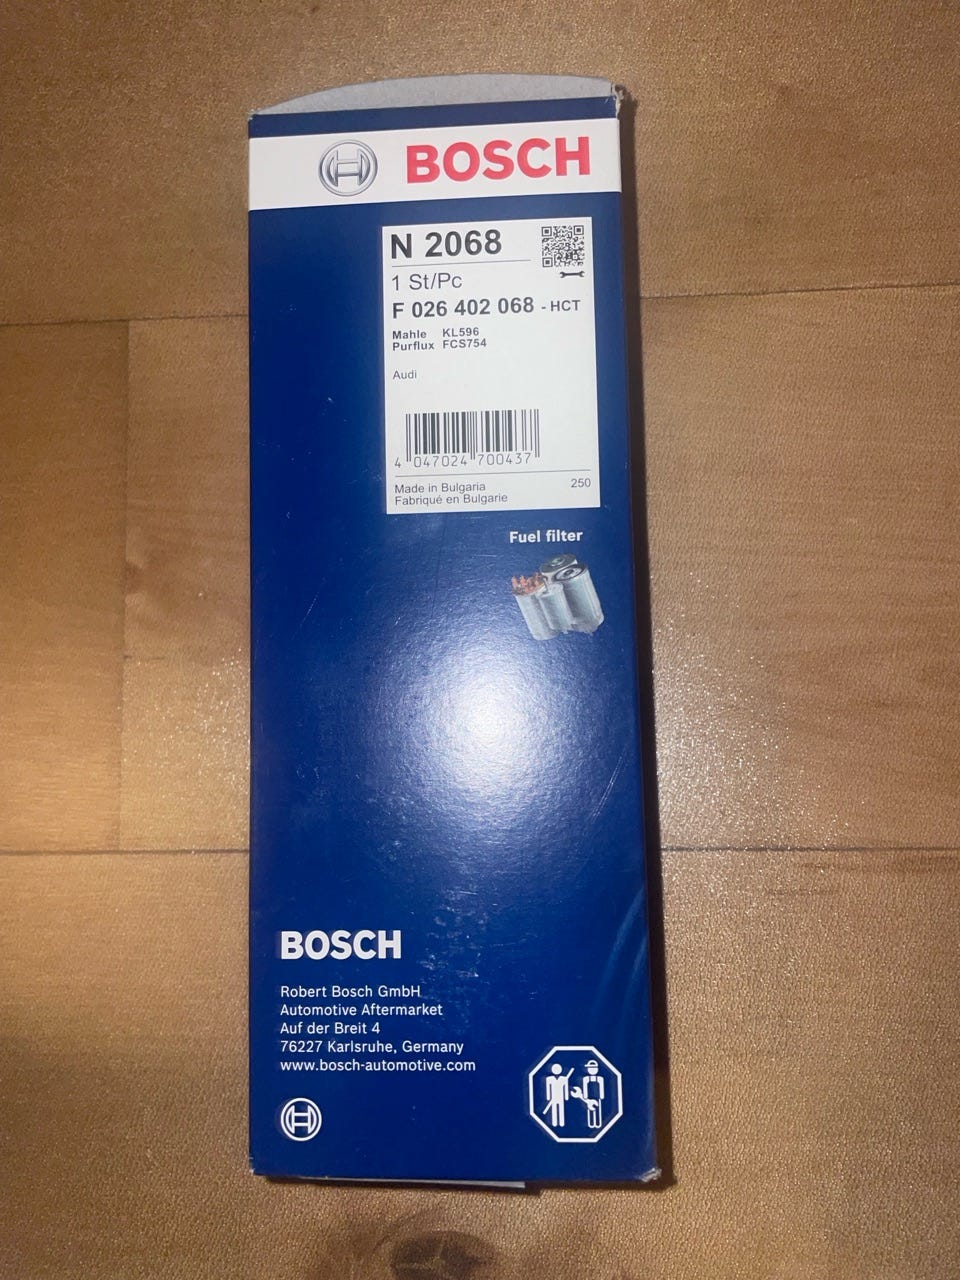 BOSCH
N 2068
1 St/Pc
F 026 402 068 - HCT
Mahle KL596
Purflux FCS754
Audi
4 047024 700437
Made in Bulgaria 250
Fabriqué en Bulgarie
Fuel filter
BOSCH
Robert Bosch GmbH
Automotive Aftermarket
Auf der Breit 4
76227 Karlsruhe, Germany
www.bosch-automotive.com